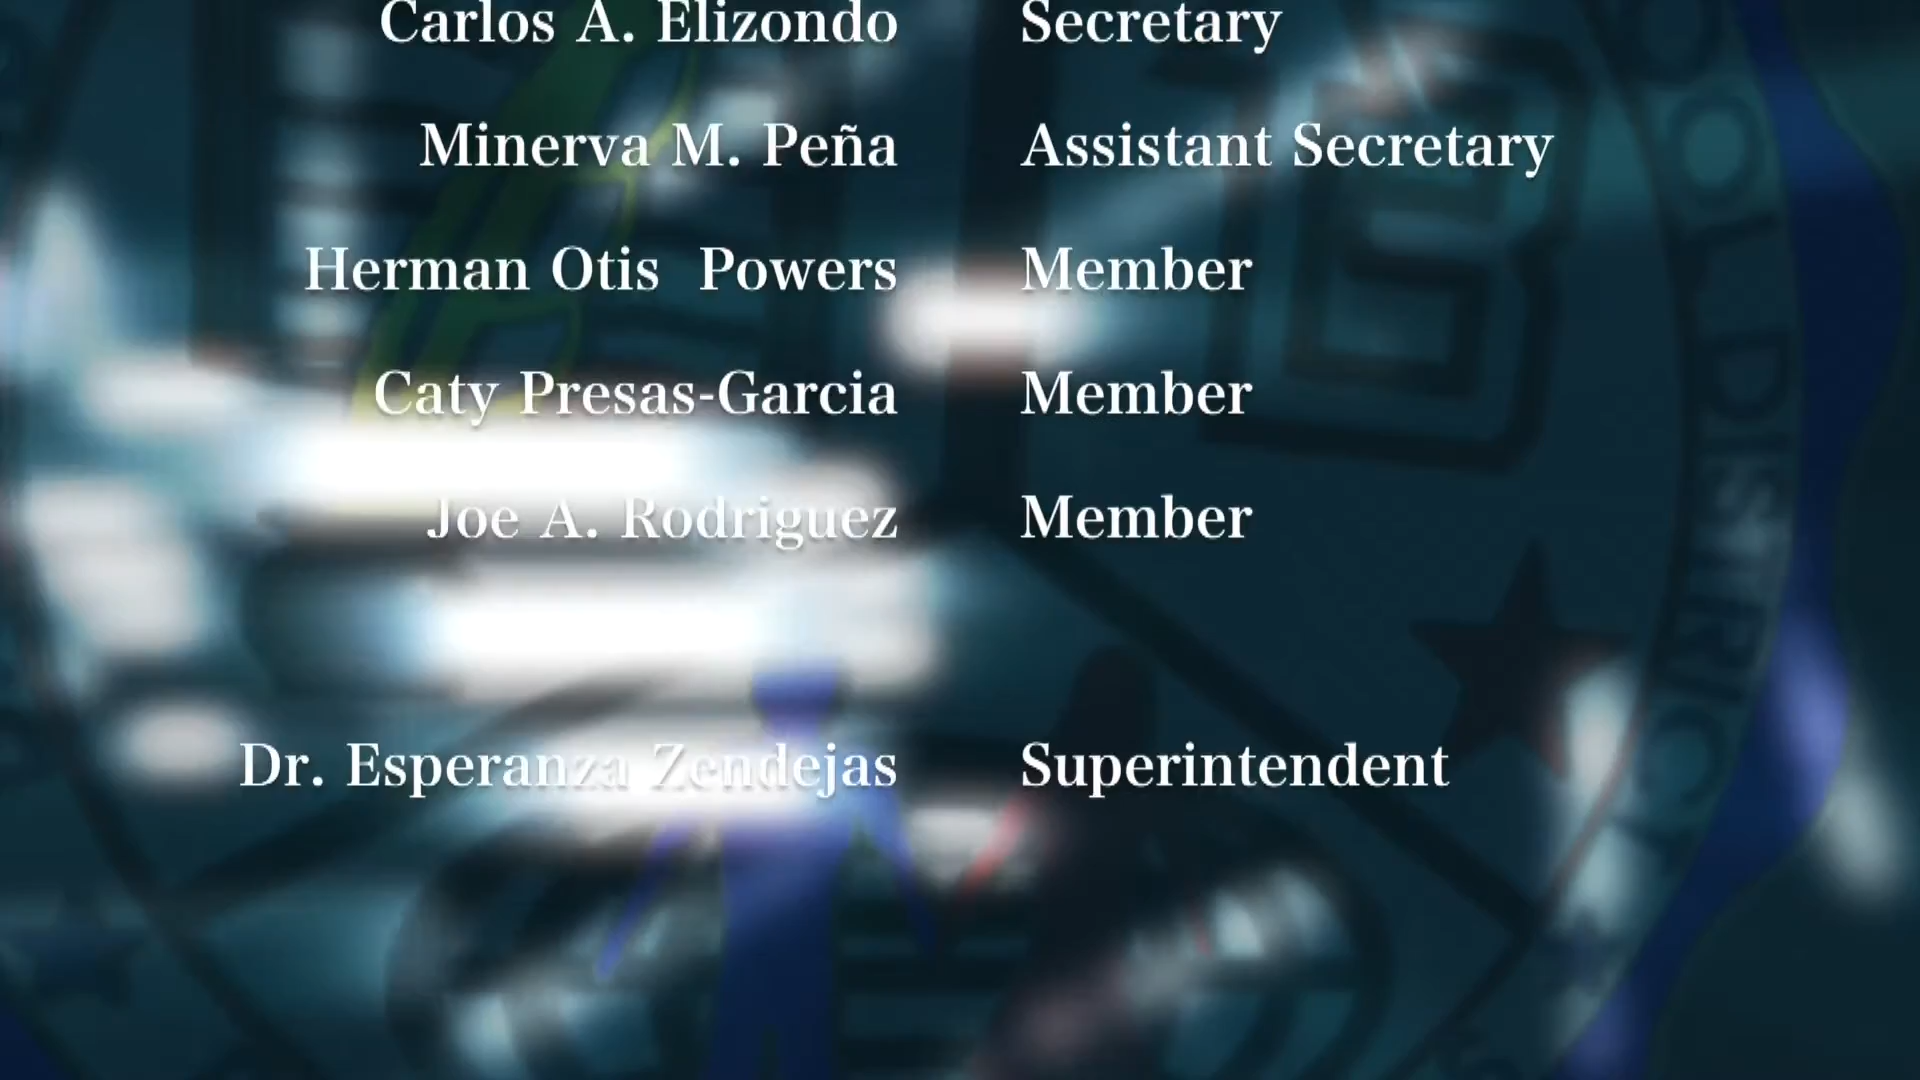 Carlos A. Elizondo Secretary
Minerva M. Peña Assistant Secretary
Herman Otis  Powers Member
Caty Presas-Garcia Member
Joe A. Rodriguez Member
Dr. Esperanza Zendejas Superintendent
DISTRICT